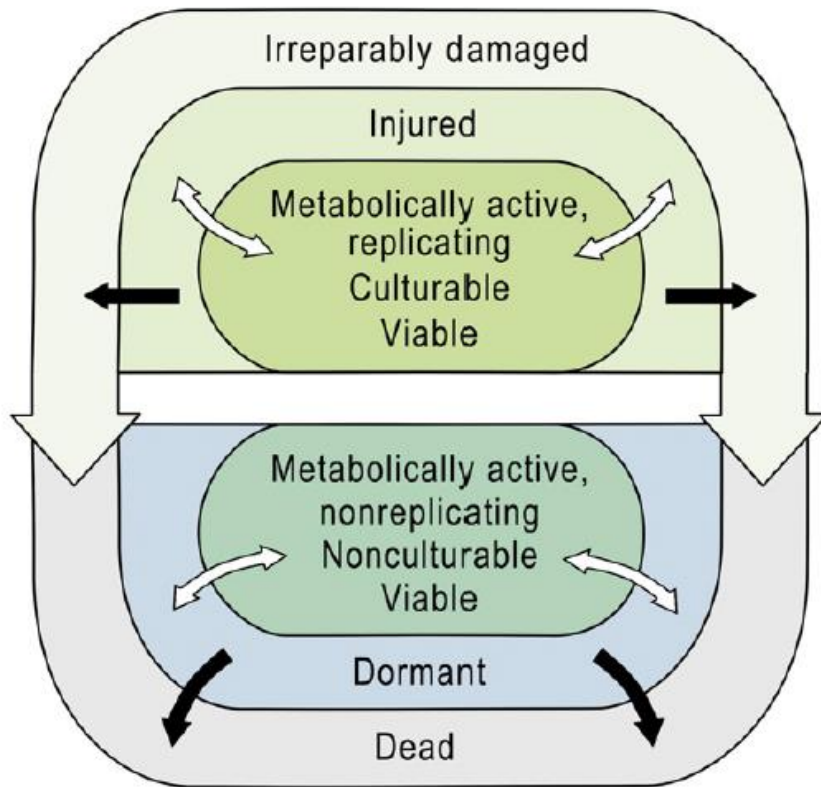 Irreparably damaged
Injured
Metabolically active,
replicating
Culturable
Viable
Metabolically active,
nonreplicating
Nonculturable
Viable
Dormant
Dead